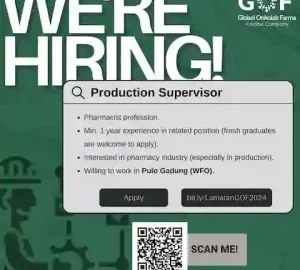 WE'RE
HIRING!
GOF
Global Onkolab Farma
A Kalbe Company
Production Supervisor
Pharmacist profession.
Min. 1 year experience in related position (fresh graduates
are welcome to apply).
Interested in pharmacy industry (especially in production).
Willing to work in Pulo Gadung (WFO).
Apply
bit.ly/LamaranGOF2024
SCAN ME!